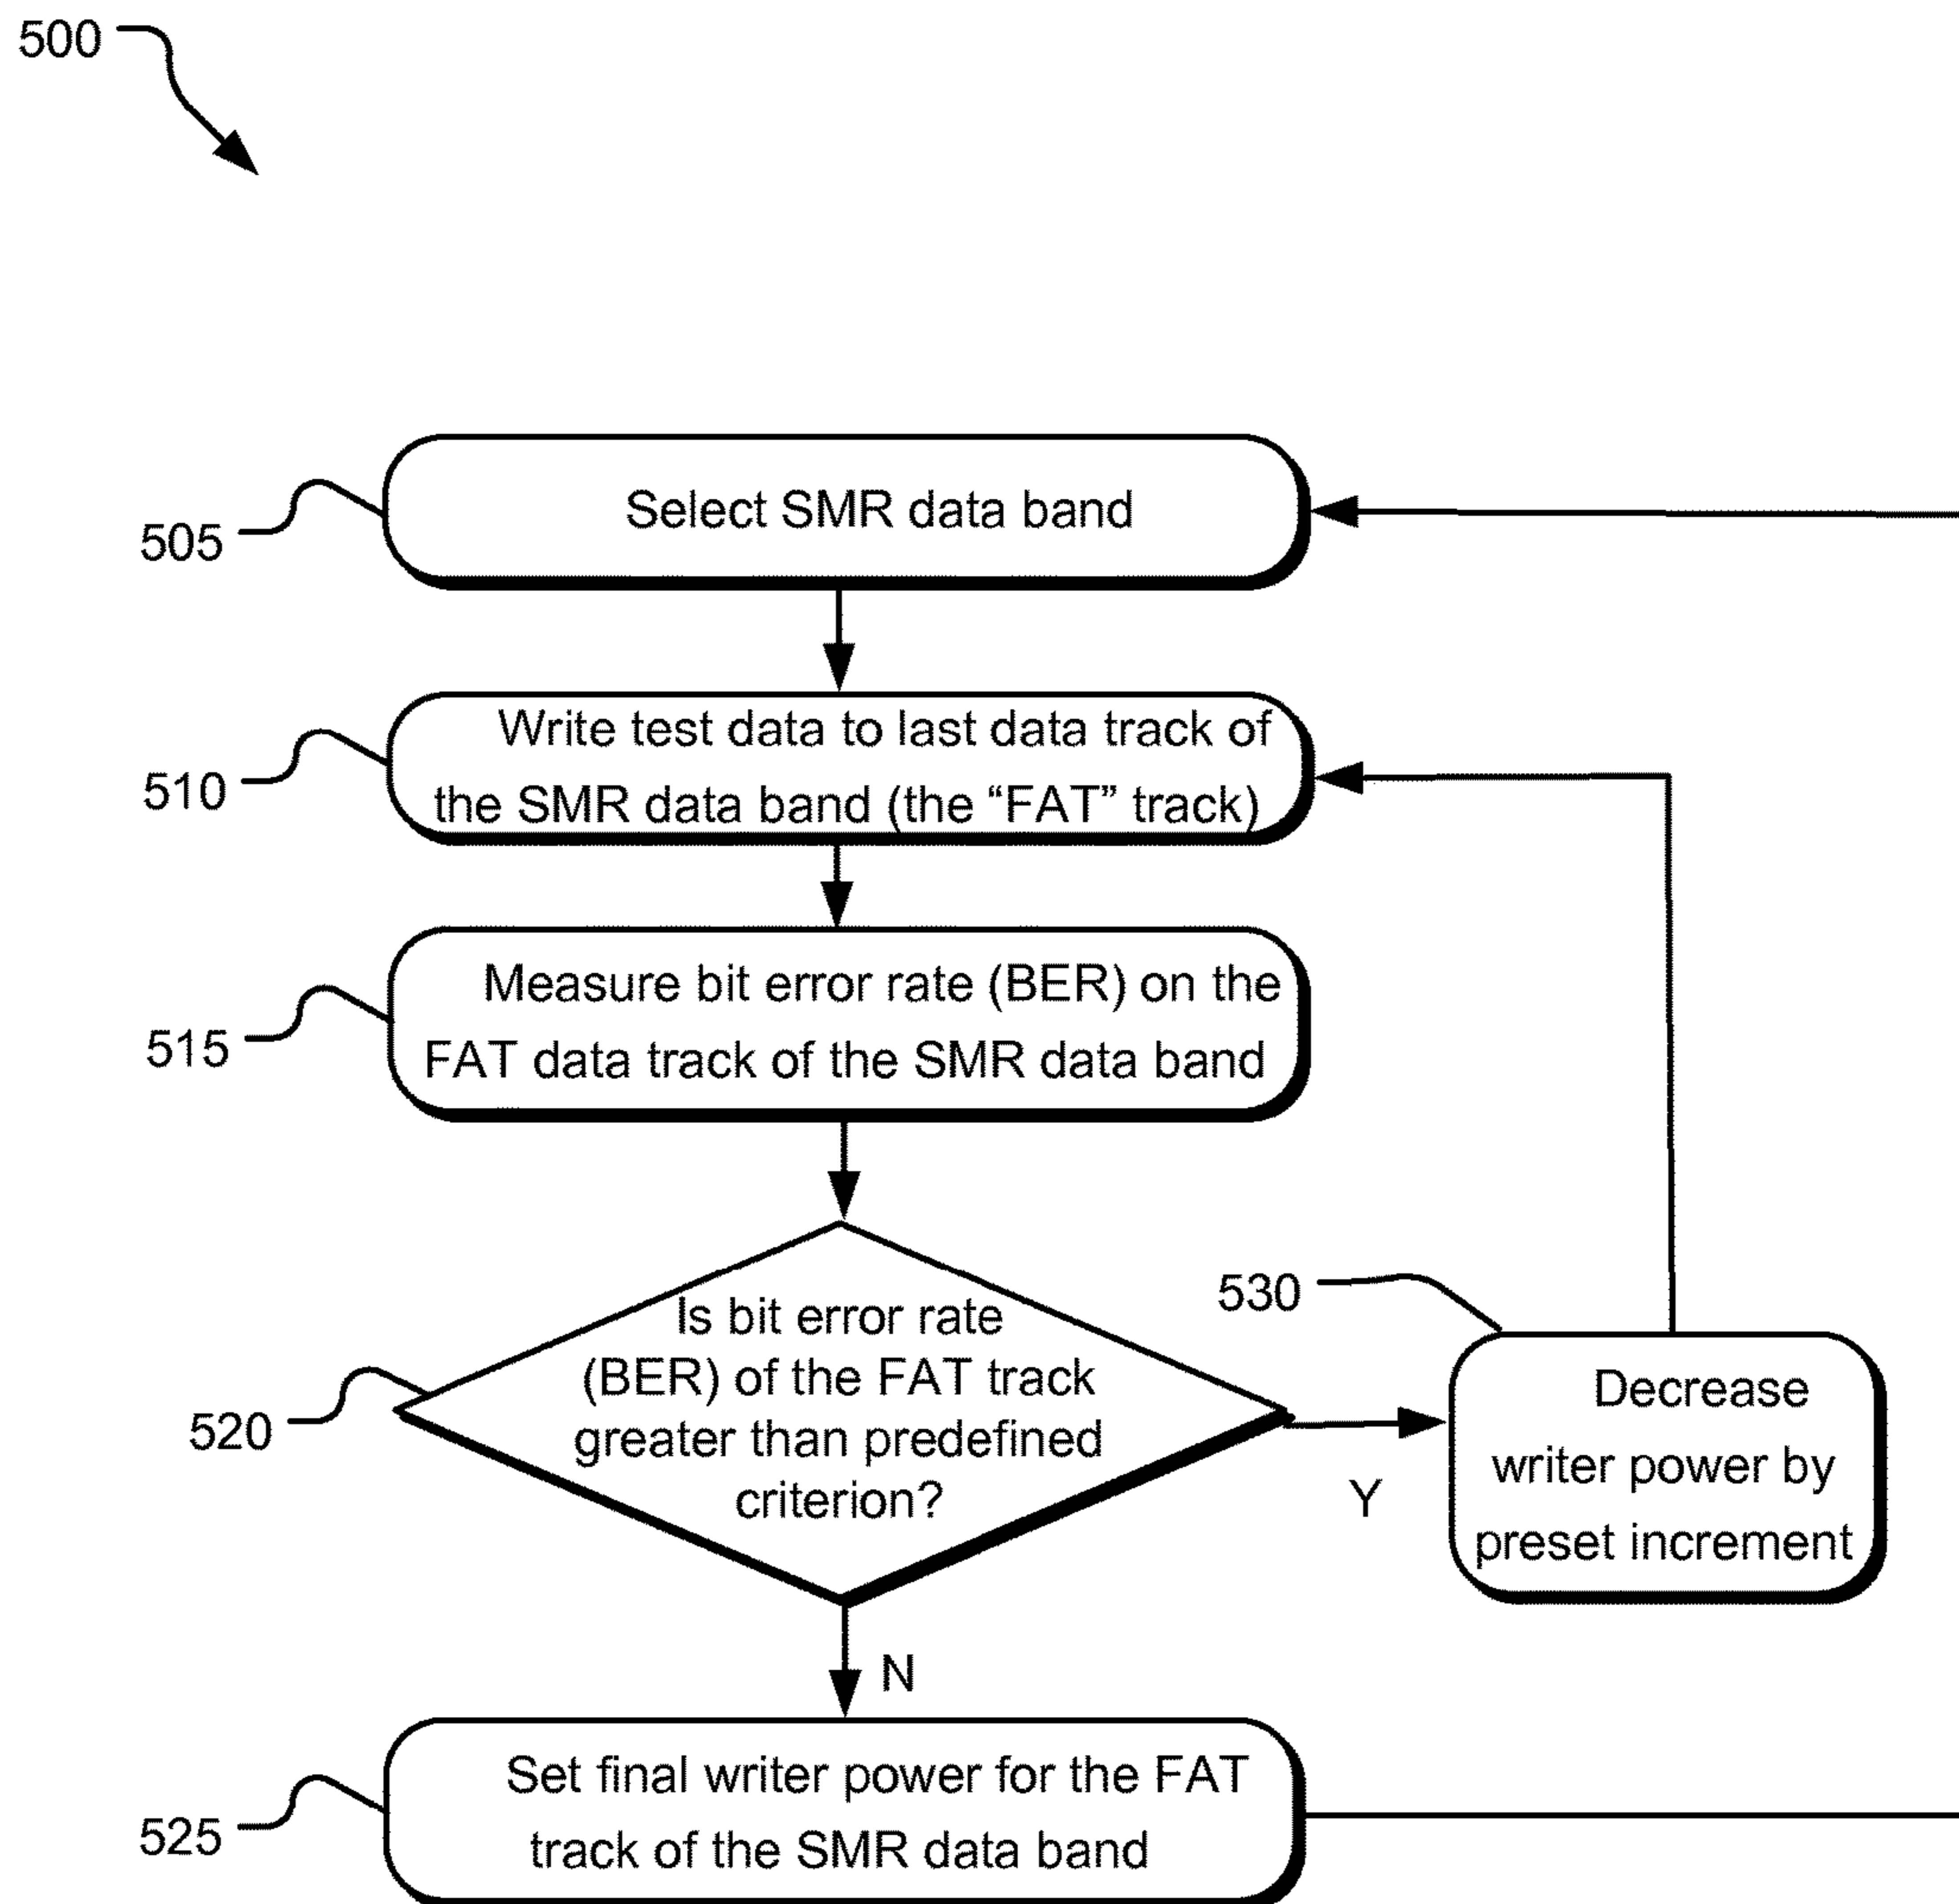 500
505
Select SMR data band
510
Write test data to last data track of
the SMR data band (the “FAT” track)
515
Measure bit error rate (BER) on the
FAT data track of the SMR data band
520
Is bit error rate
(BER) of the FAT track
greater than predefined
criterion?
Y
530
Decrease
writer power by
preset increment
N
525
Set final writer power for the FAT
track of the SMR data band